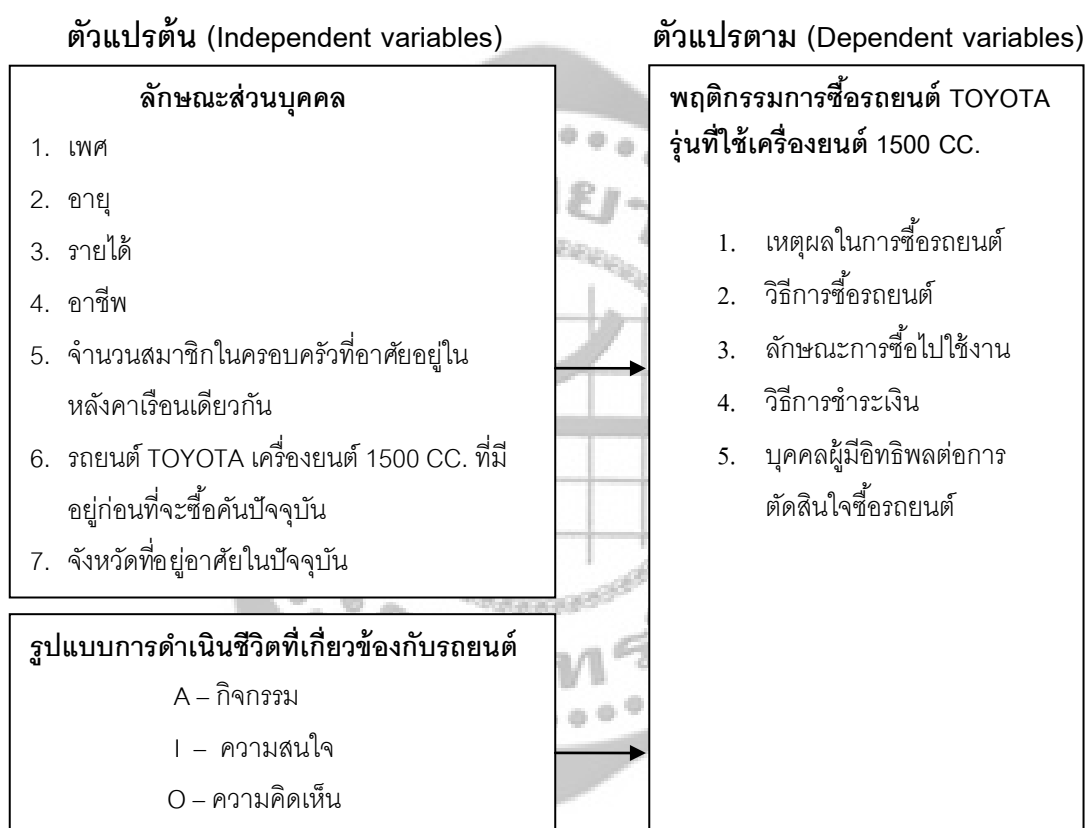 ตัวแปรต้น (Independent variables)
ลักษณะส่วนบุคคล
1. เพศ
2. อายุ
3. รายได้
4. อาชีพ
5. จำนวนสมาชิกในครอบครัวที่อาศัยอยู่ใน
หลังคาเรือนเดียวกัน
6. รถยนต์ TOYOTA เครื่องยนต์ 1500 CC. ที่มี
อยู่ก่อนที่จะซื้อคันปัจจุบัน
7. จังหวัดที่อยู่อาศัยในปัจจุบัน
รูปแบบการดำเนินชีวิตที่เกี่ยวข้องกับรถยนต์
A – กิจกรรม
I – ความสนใจ
O – ความคิดเห็น
ตัวแปรตาม (Dependent variables)
พฤติกรรมการซื้อรถยนต์ TOYOTA
รุ่นที่ใช้เครื่องยนต์ 1500 CC.
1. เหตุผลในการซื้อรถยนต์
2. วิธีการซื้อรถยนต์
3. ลักษณะการซื้อไปใช้งาน
4. วิธีการชำระเงิน
5. บุคคลผู้มีอิทธิพลต่อการ
ตัดสินใจซื้อรถยนต์